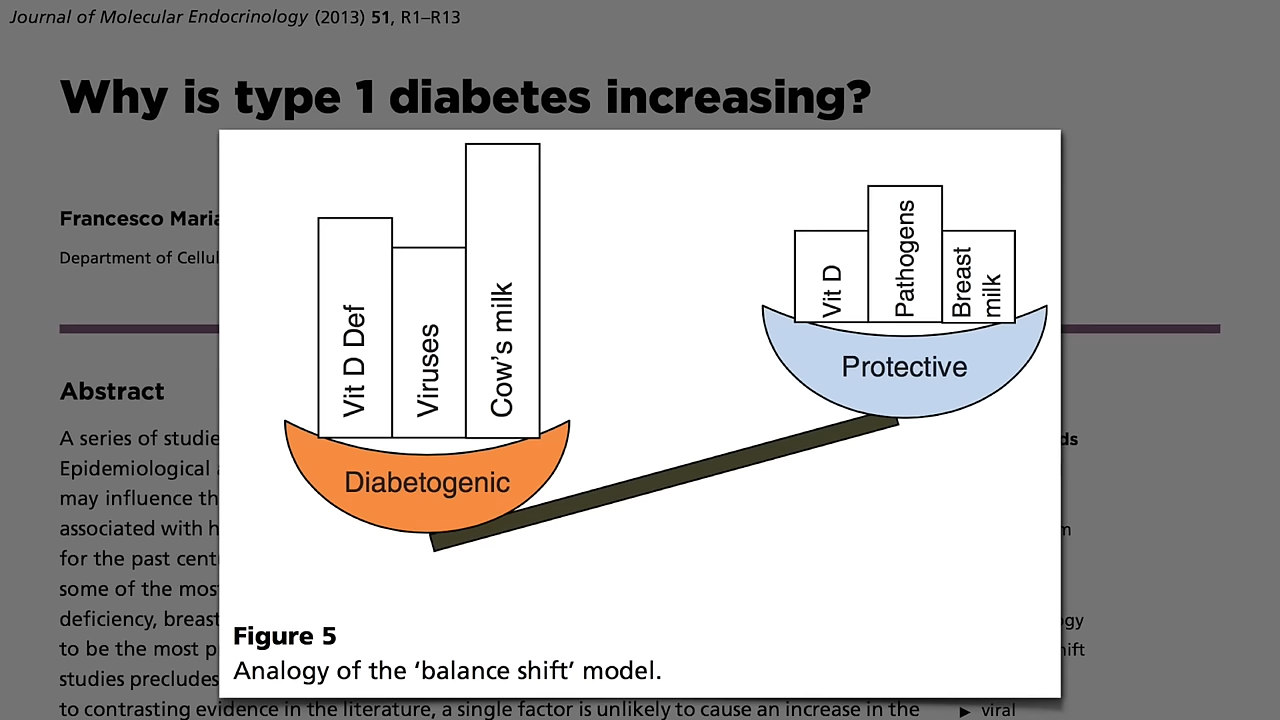 Journal of Molecular Endocrinology (2013) 51, R1–R13
Why is type 1 diabetes increasing?
Francesco Maria
Department of Cellul
Abstract
A series of studie
Epidemiological
may influence th
associated with h
for the past cent
some of the mos
deficiency, breast
to be the most p
studies precludes
to contrasting evidence in the literature, a single factor is unlikely to cause an increase in the
ds
m
ogy
hift
► viral
Vit D Def
Viruses
Cow's milk
Diabetogenic
Vit D
Pathogens
Breast
milk
Protective
Figure 5
Analogy of the ‘balance shift’ model.